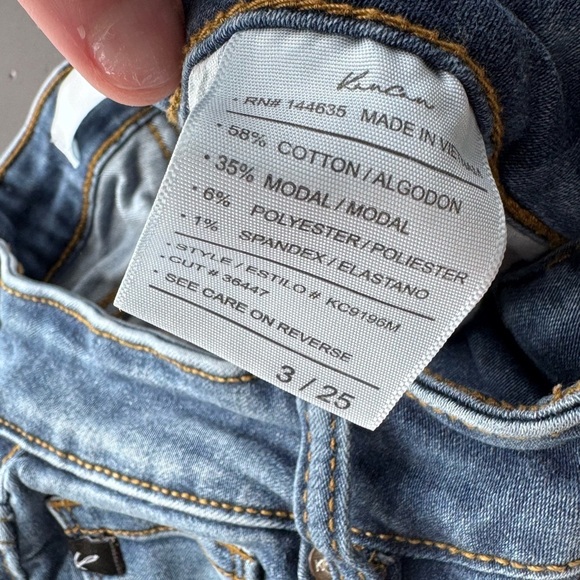 KanCan
• RN# 144635 MADE IN VIETNAM
• 58% COTTON / ALGODON
• 35% MODAL / MODAL
• 6% POLYESTER / POLIESTER
• 1% SPANDEX / ELASTANO
• STYLE / ESTILO # KC9196M
• CUT # 36447
• SEE CARE ON REVERSE
3 / 25